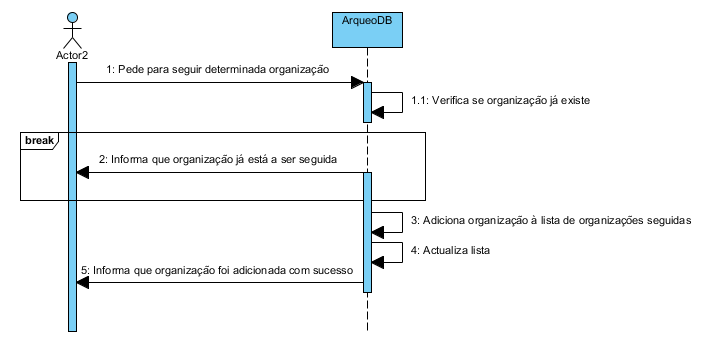 ArqueoDB
Actor2
1: Pede para seguir determinada organização
1.1: Verifica se organização já existe
break
2: Informa que organização já está a ser seguida
3: Adiciona organização à lista de organizações seguidas
4: Actualiza lista
5: Informa que organização foi adicionada com sucesso